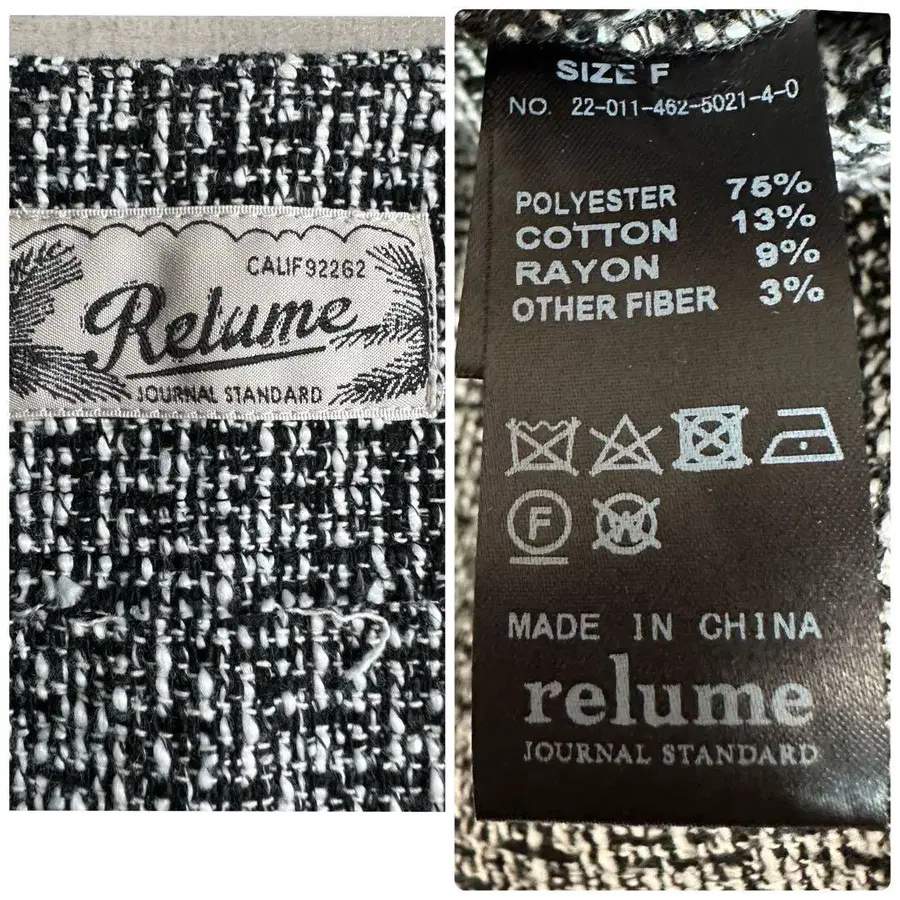 CALIF 92262
Relume
JOURNAL STANDARD
SIZE F
NO. 22-011-462-5021-4-0
POLYESTER 75%
COTTON 13%
RAYON 9%
OTHER FIBER 3%
F W
MADE IN CHINA
relume
JOURNAL STANDARD